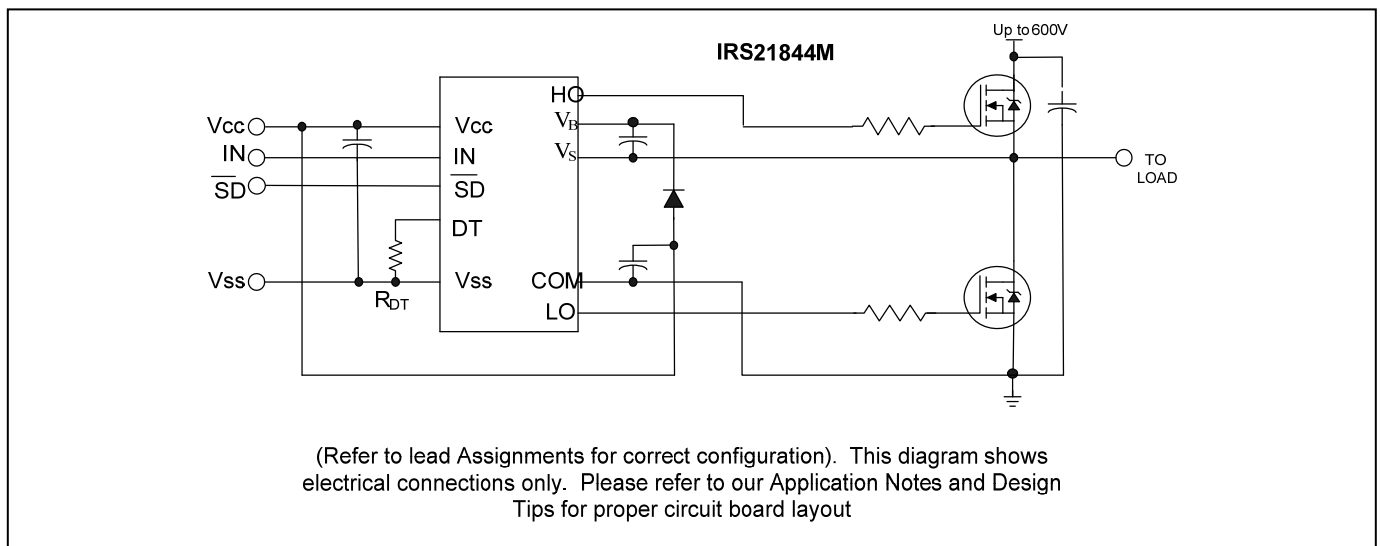 Up to 600V
IRS21844M
HO
Vcc
Vcc
VB
IN
IN
VS
TO
LOAD
SD
SD
DT
Vss
Vss
COM
RDT
LO
(Refer to lead Assignments for correct configuration). This diagram shows
electrical connections only. Please refer to our Application Notes and Design
Tips for proper circuit board layout